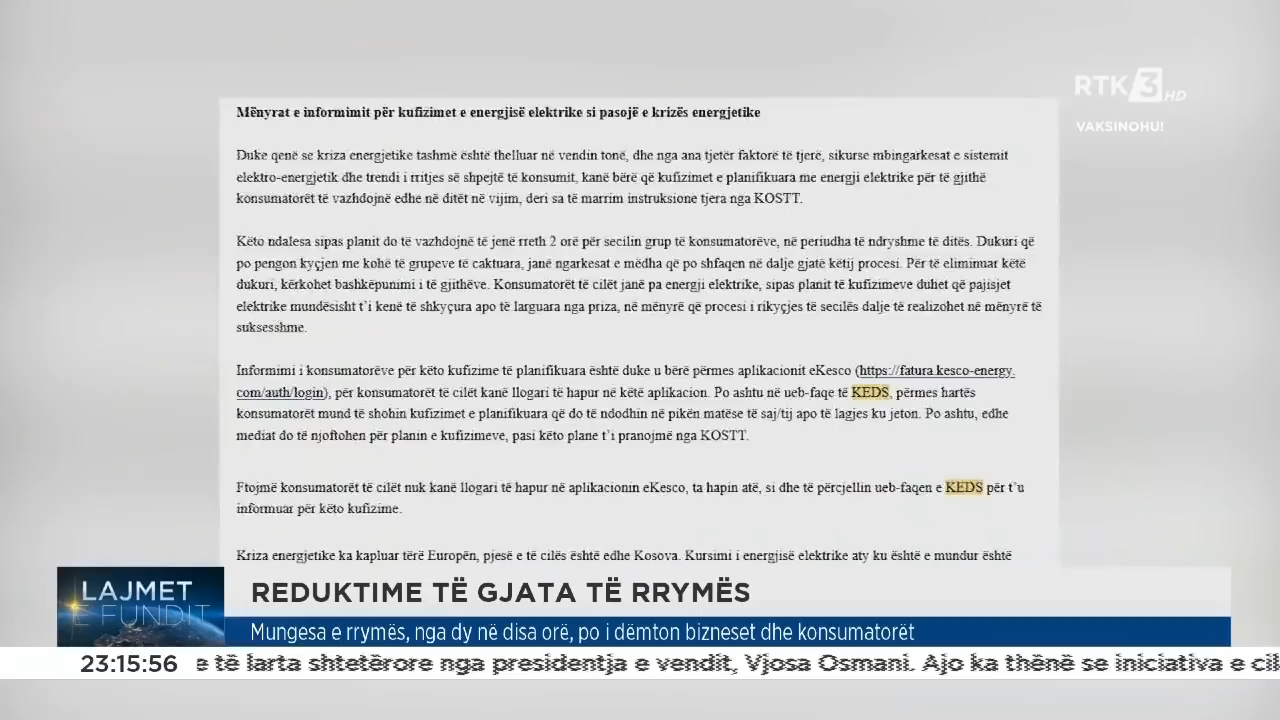 RTK 3 HD
VAKSINOHU!
Mënyrat e informimit për kufizimet e energjisë elektrike si pasojë e krizës energjetike
Duke qenë se kriza energjetike tashmë është thelluar në vendin tonë, dhe nga ana tjetër faktorë të tjerë, sikurse mbingarkesat e sistemit
elektro-energjetik dhe trendi i rritjes së shpejtë të konsumit, kanë bërë që kufizimet e planifikuara me energji elektrike për të gjithë
konsumatorët të vazhdojnë edhe në ditët në vijim, deri sa të marrim instruksione tjera nga KOSTT.
Këto ndalesa sipas planit do të vazhdojnë të jenë rreth 2 orë për secilin grup të konsumatorëve, në periudha të ndryshme të ditës. Dukuri që
po pengon kyçjen me kohë të grupeve të caktuara, janë ngarkesat e mëdha që po shfaqen në dalje gjatë këtij procesi. Për të elimimuar këtë
dukuri, kërkohet bashkëpunimi i të gjithëve. Konsumatorët të cilët janë pa energji elektrike, sipas planit të kufizimeve duhet që pajisjet
elektrike mundësisht t'i kenë të shkyçura apo të larguara nga priza, në mënyrë që procesi i rikyçjes të secilës dalje të realizohet në mënyrë të
suksesshme.
Informimi i konsumatorëve për këto kufizime të planifikuara është duke u bërë përmes aplikacionit eKesco (https://fatura.kesco-energy.
com/auth/login), për konsumatorët të cilët kanë llogari të hapur në këtë aplikacion. Po ashtu në ueb-faqe të KEDS, përmes hartës
konsumatorët mund të shohin kufizimet e planifikuara që do të ndodhin në pikën matëse të saj/tij apo të lagjes ku jeton. Po ashtu, edhe
mediat do të njoftohen për planin e kufizimeve, pasi këto plane t'i pranojmë nga KOSTT.
Ftojmë konsumatorët të cilët nuk kanë llogari të hapur në aplikacionin eKesco, ta hapin atë, si dhe të përcjellin ueb-faqen e KEDS për t'u
informuar për këto kufizime.
Kriza energjetike ka kapluar tërë Europën, pjesë e të cilës është edhe Kosova. Kursimi i energjisë elektrike aty ku është e mundur është
LAJMET
E FUNDIT
REDUKTIME TË GJATA TË RRYMËS
Mungesa e rrymës, nga dy në disa orë, po i dëmton bizneset dhe konsumatorët
23:15:56 e të larta shtetërore nga presidentja e vendit, Vjosa Osmani. Ajo ka thënë se iniciativa e cil